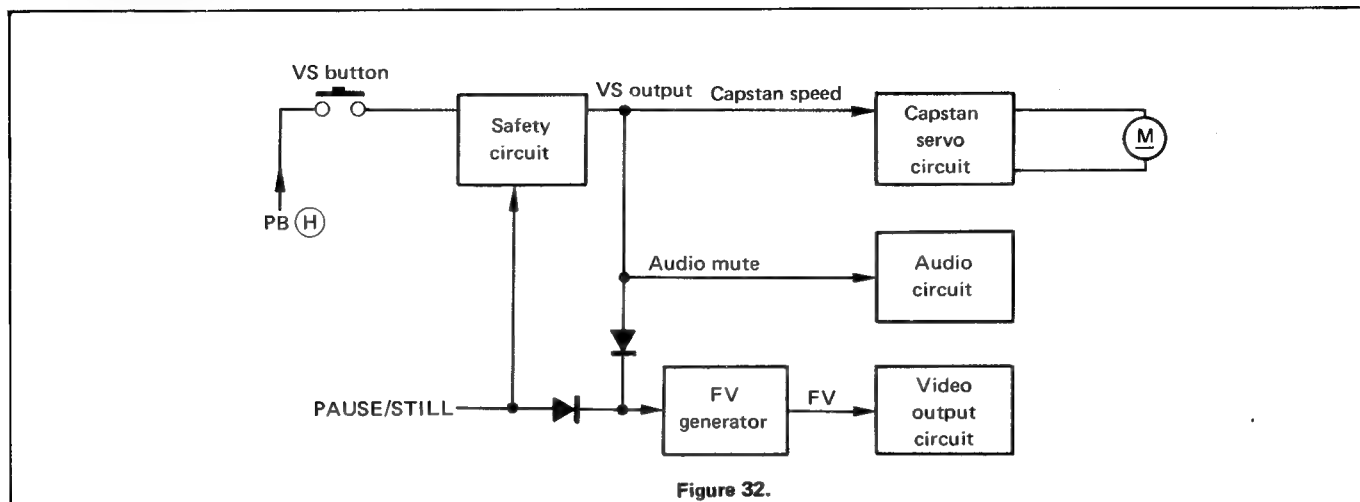 VS button
VS output
Capstan speed
Safety
circuit
Capstan
servo
circuit
M
PB H
Audio mute
Audio
circuit
PAUSE/STILL
FV
generator
FV
Video
output
circuit
Figure 32.